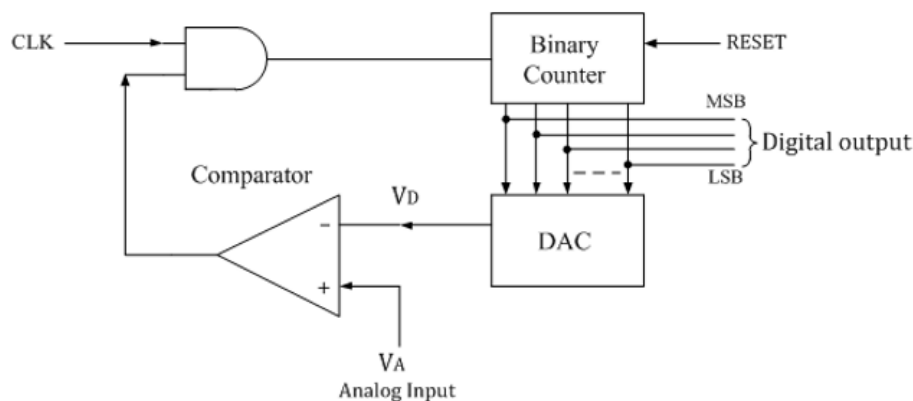 CLK
Binary
Counter
RESET
MSB
Digital output
LSB
Comparator
VD
DAC
−
+
VA
Analog Input